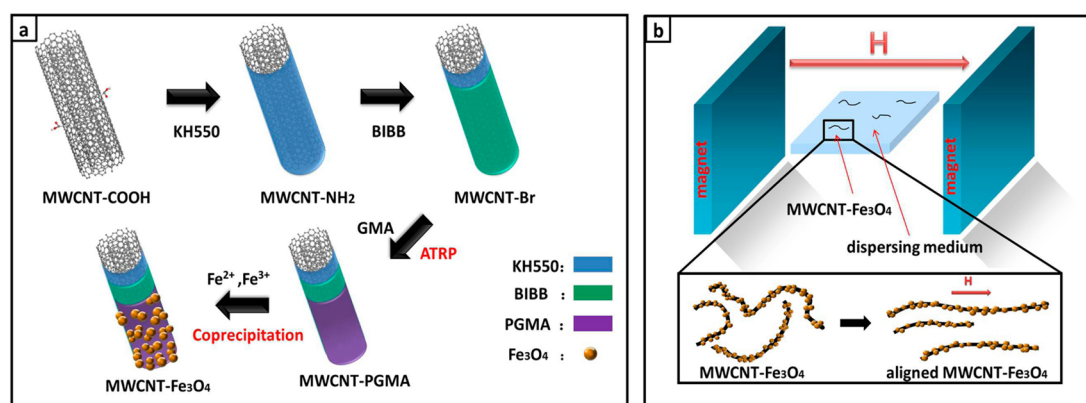 a
KH550
BIBB
MWCNT-COOH
MWCNT-NH₂
MWCNT-Br
GMA
ATRP
Fe²⁺ ,Fe³⁺
Coprecipitation
MWCNT-Fe₃O₄
MWCNT-PGMA
KH550:
BIBB :
PGMA :
Fe₃O₄ :
b
H
magnet
magnet
MWCNT-Fe₃O₄
dispersing medium
H
MWCNT-Fe₃O₄
aligned MWCNT-Fe₃O₄